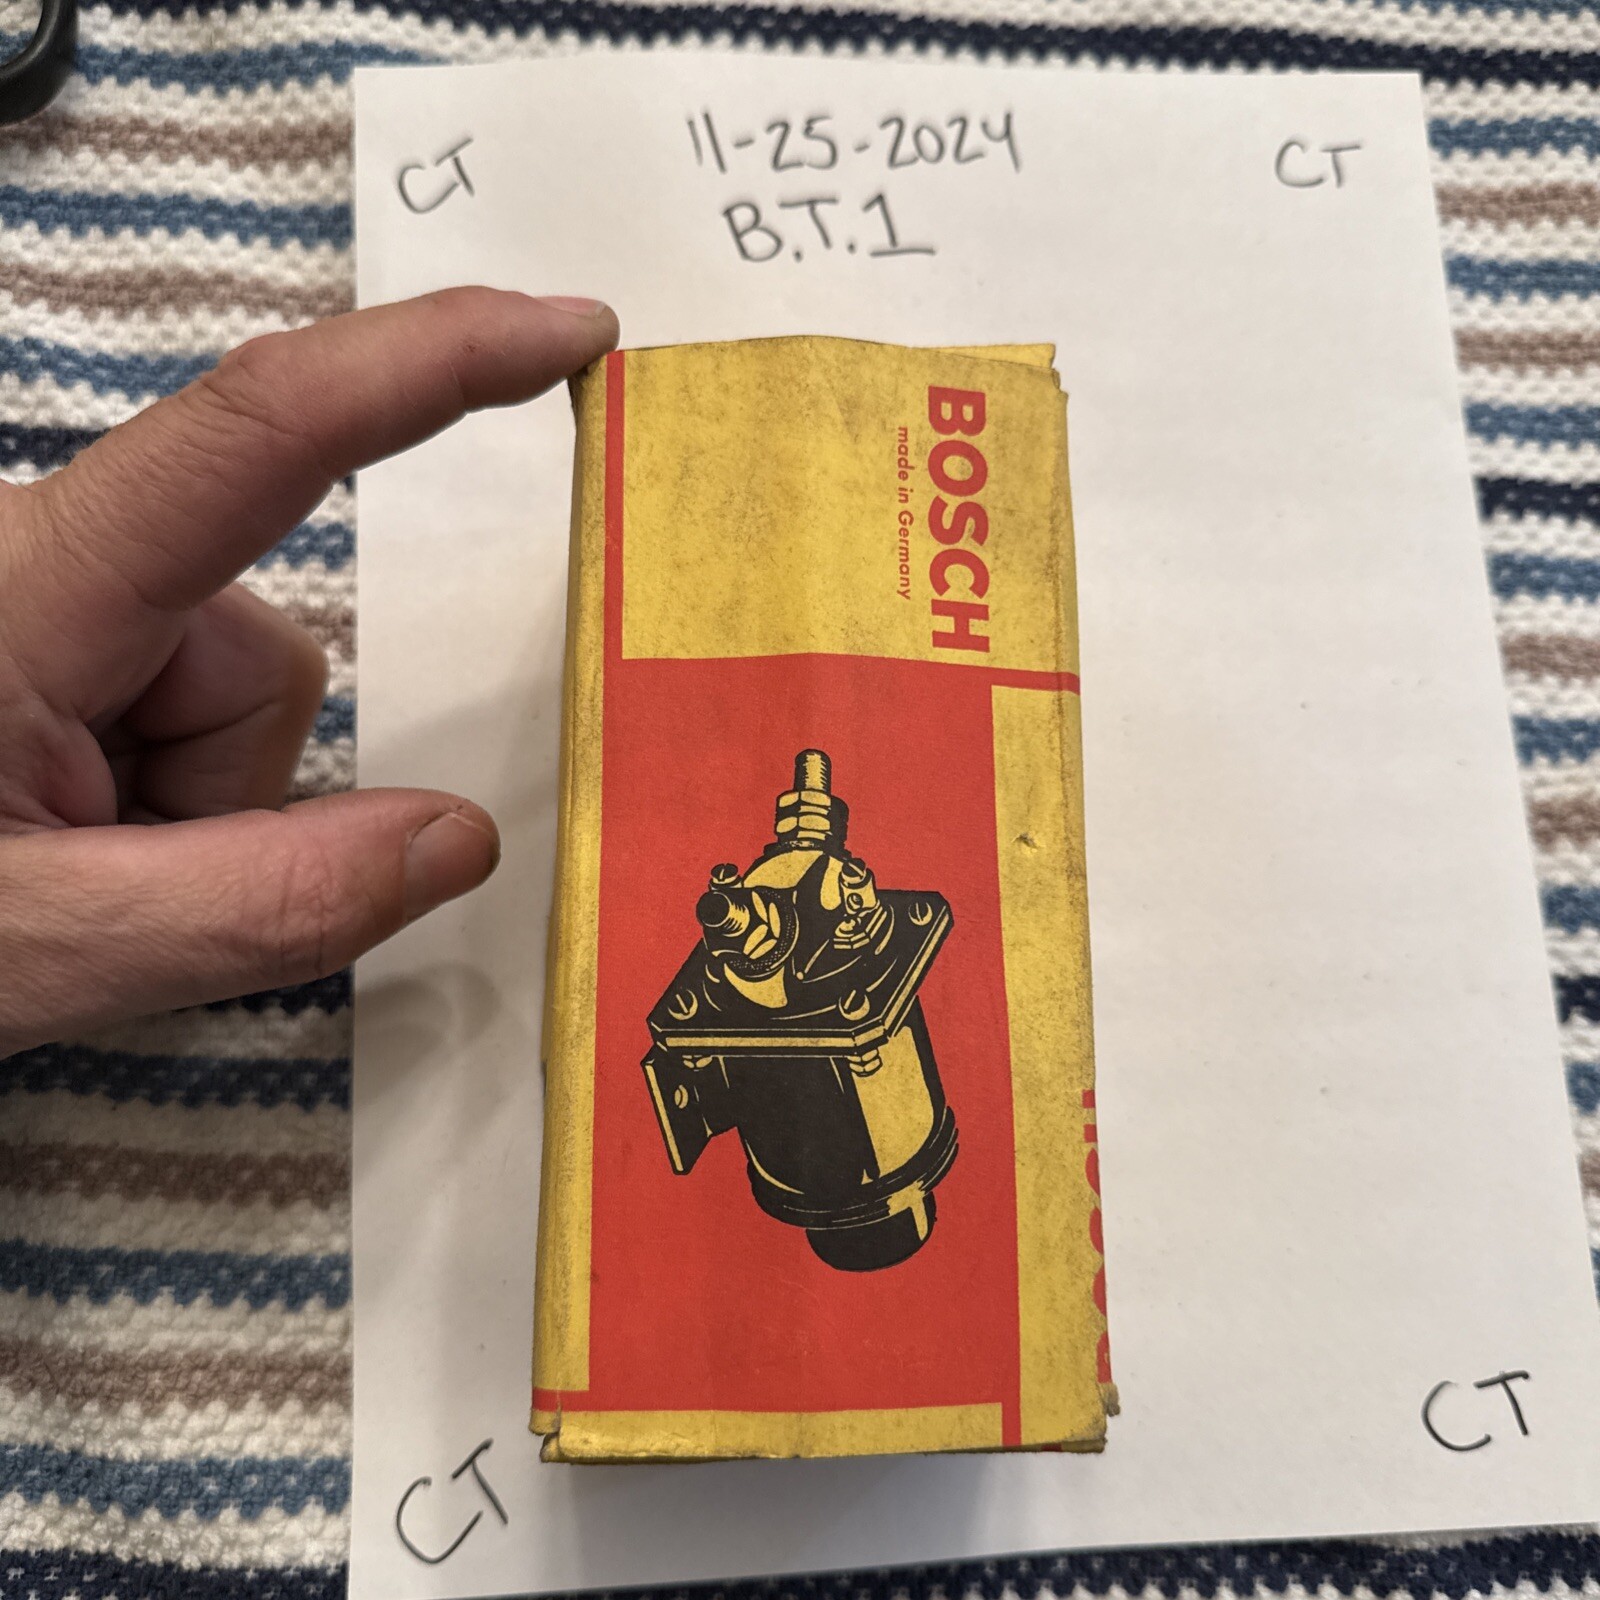 CT
11-25-2024
CT
B.T.1
BOSCH
made in Germany
CT
CT